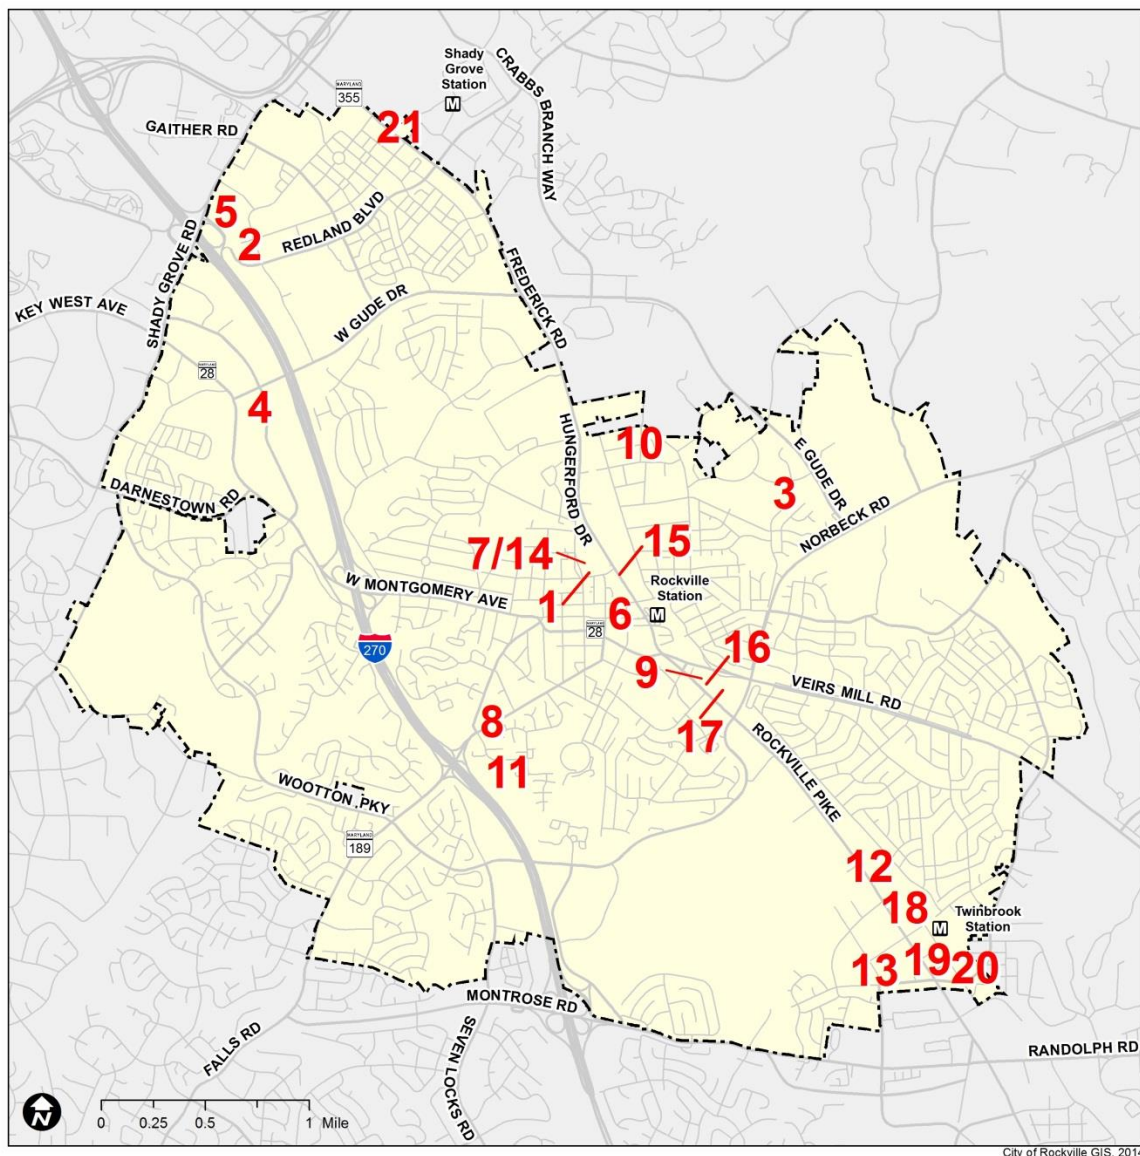 Shady
Grove
Station
M
CRABBS BRANCH WAY
MARYLAND
355
21
GAITHER RD
5
2
REDLAND BLVD
SHADY GROVE RD
KEY WEST AVE
FREDERICK RD
W GUDE DR
MARYLAND
28
4
HUNGERFORD DR
10
E GUDE DR
3
DARNESTOWN RD
NORBECK RD
7/14
15
W MONTGOMERY AVE
1
6
Rockville
Station
M
MARYLAND
28
270
16
9
VEIRS MILL RD
8
17
ROCKVILLE PIKE
11
WOOTTON PKY
MARYLAND
189
12
18
Twinbrook
Station
M
13
19
20
MONTROSE RD
FALLS RD
SEVEN LOCKS RD
RANDOLPH RD
N
0
0.25
0.5
1
Mile
City of Rockville GIS, 2014